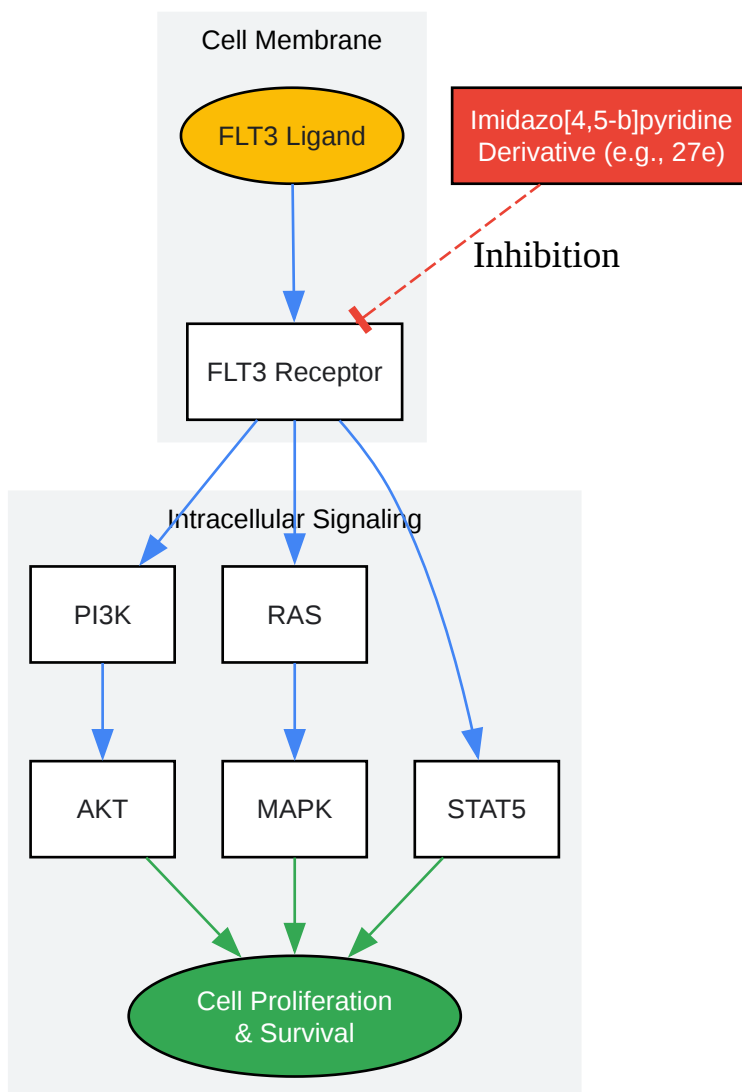 Cell Membrane
FLT3 Ligand
Imidazo[4,5-b]pyridine
Derivative (e.g., 27e)
Inhibition
FLT3 Receptor
Intracellular Signaling
PI3K
RAS
AKT
MAPK
STAT5
Cell Proliferation
& Survival